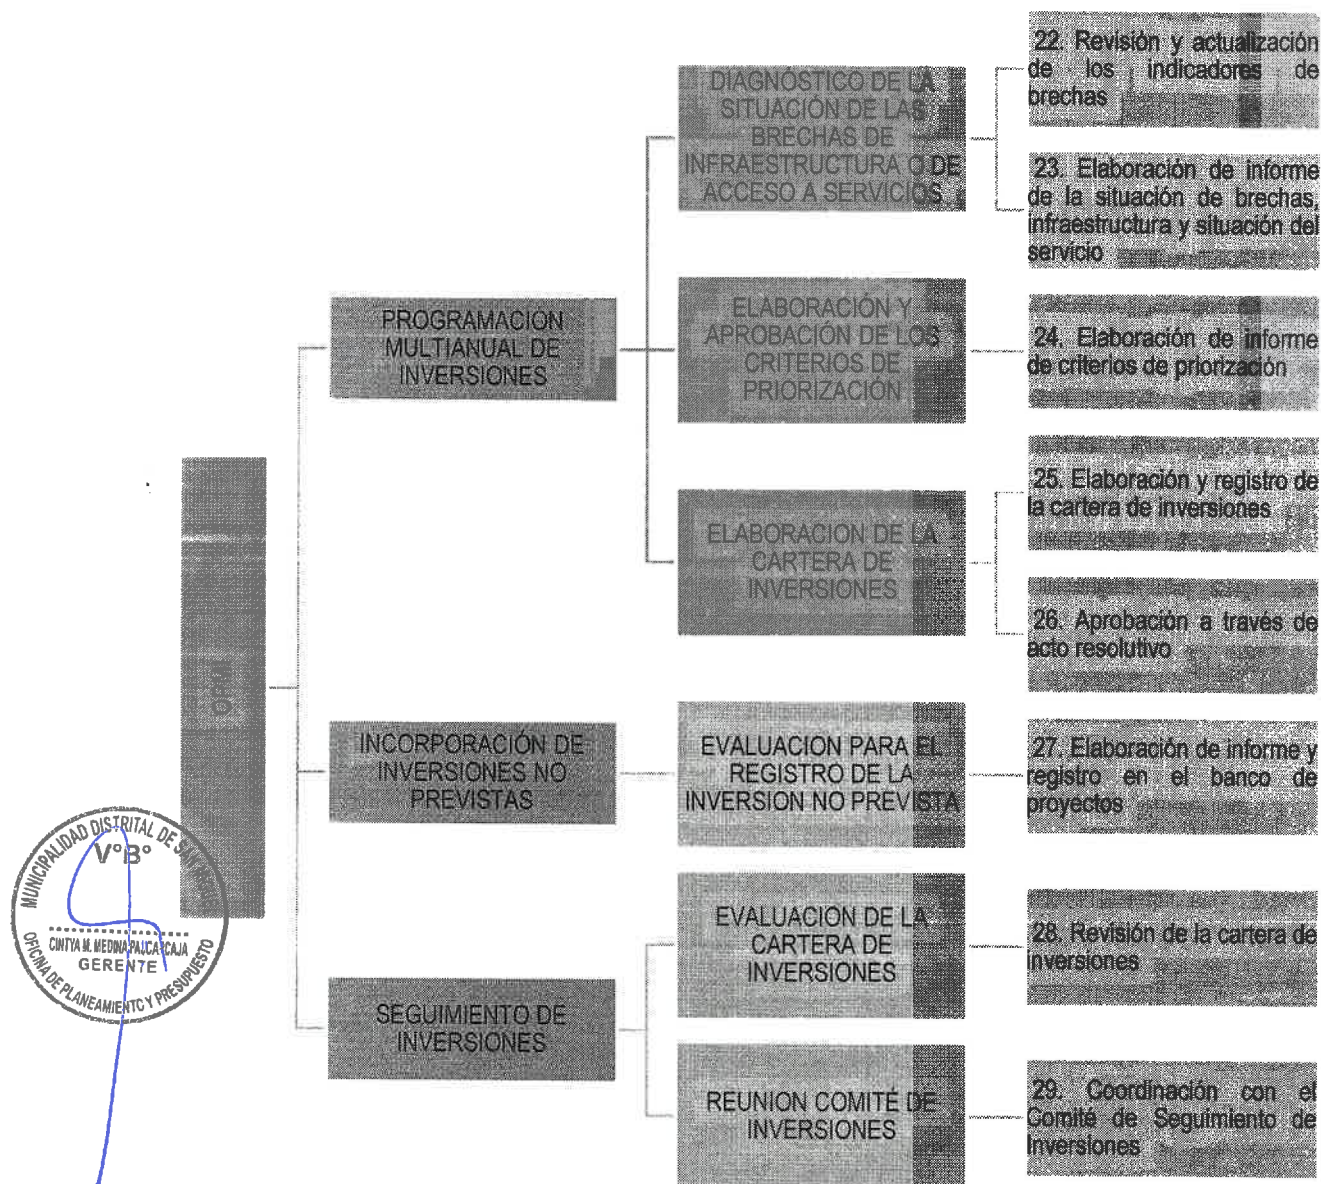 OPMI
PROGRAMACION
MULTIANUAL DE
INVERSIONES
DIAGNÓSTICO DE LA
SITUACIÓN DE LAS
BRECHAS DE
INFRAESTRUCTURA O DE
ACCESO A SERVICIOS
22. Revisión y actualización
de los indicadores de
brechas
23. Elaboración de informe
de la situación de brechas,
infraestructura y situación del
servicio
ELABORACIÓN Y
APROBACIÓN DE LOS
CRITERIOS DE
PRIORIZACIÓN
24. Elaboración de informe
de criterios de priorización
ELABORACION DE LA
CARTERA DE
INVERSIONES
25. Elaboración y registro de
la cartera de inversiones
26. Aprobación a través de
acto resolutivo
INCORPORACIÓN DE
INVERSIONES NO
PREVISTAS
EVALUACION PARA EL
REGISTRO DE LA
INVERSION NO PREVISTA
27. Elaboración de informe y
registro en el banco de
proyectos
SEGUIMIENTO DE
INVERSIONES
EVALUACION DE LA
CARTERA DE
INVERSIONES
28. Revisión de la cartera de
inversiones
REUNION COMITÉ DE
INVERSIONES
29. Coordinación con el
Comité de Seguimiento de
Inversiones
MUNICIPALIDAD DISTRITAL DE SAN
V°B°
CINTYA M. MEDINA PAUCARCAJA
GERENTE
OFICINA DE PLANEAMIENTO Y PRESUPUESTO